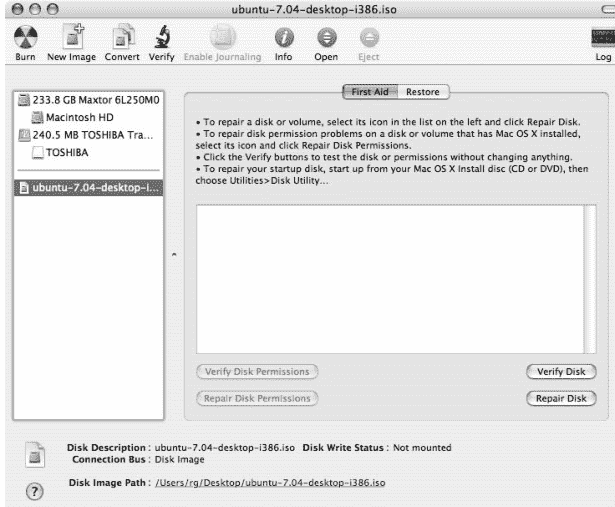 ubuntu-7.04-desktop-i386.iso
Burn New Image Convert Verify Enable Journaling Info Open Eject Log
233.8 GB Maxtor 6L250M0
Macintosh HD
240.5 MB TOSHIBA Tra...
TOSHIBA
ubuntu-7.04-desktop-i...
First Aid Restore
• To repair a disk or volume, select its icon in the list on the left and click Repair Disk.
• To repair disk permission problems on a disk or volume that has Mac OS X installed,
select its icon and click Repair Disk Permissions.
• Click the Verify buttons to test the disk or permissions without changing anything.
• To repair your startup disk, start up from your Mac OS X Install disc (CD or DVD), then
choose Utilities>Disk Utility...
Verify Disk Permissions Verify Disk
Repair Disk Permissions Repair Disk
Disk Description : ubuntu-7.04-desktop-i386.iso Disk Write Status : Not mounted
Connection Bus : Disk Image
Disk Image Path : /Users/rg/Desktop/ubuntu-7.04-desktop-i386.iso
?